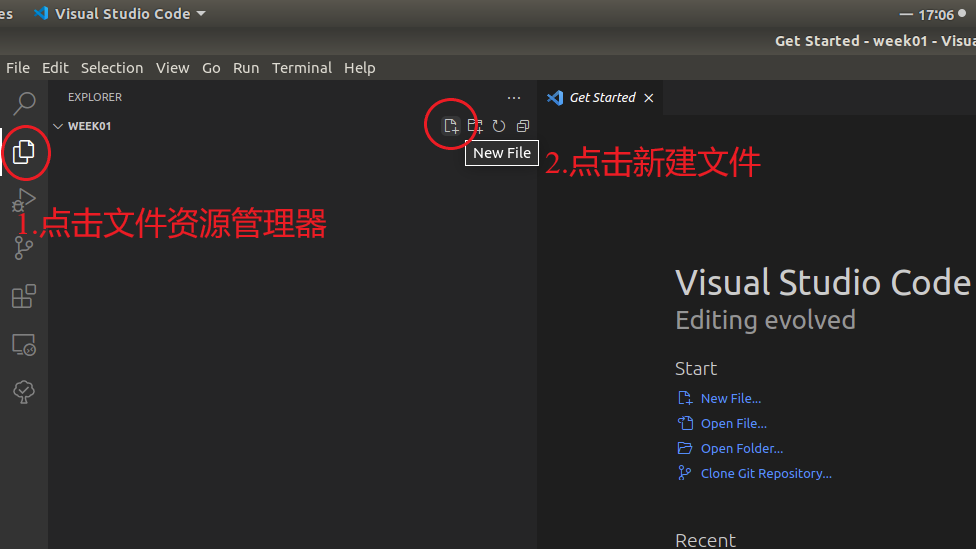 es Visual Studio Code 17:06
Get Started - week01 - Visua
File Edit Selection View Go Run Terminal Help
EXPLORER ...
Get Started
WEEK01
New File
2.点击新建文件
1.点击文件资源管理器
Visual Studio Code
Editing evolved
Start
New File...
Open File...
Open Folder...
Clone Git Repository...
Recent